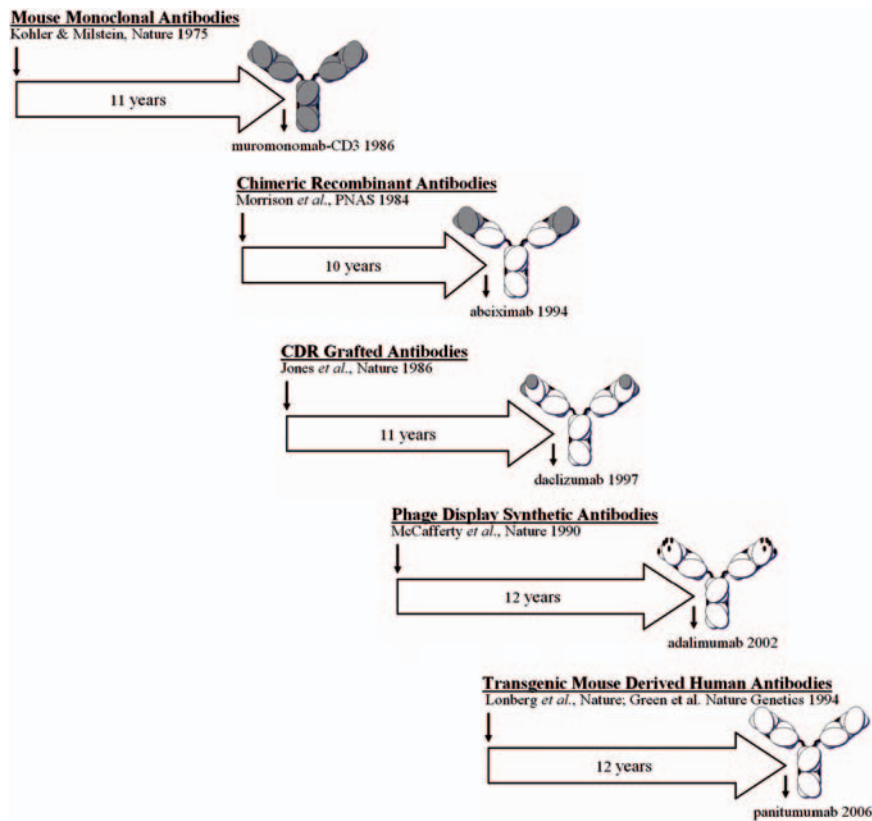 Mouse Monoclonal Antibodies
Kohler & Milstein, Nature 1975
11 years
muromonomab-CD3 1986
Chimeric Recombinant Antibodies
Morrison et al., PNAS 1984
10 years
abciximab 1994
CDR Grafted Antibodies
Jones et al., Nature 1986
11 years
daclizumab 1997
Phage Display Synthetic Antibodies
McCafferty et al., Nature 1990
12 years
adalimumab 2002
Transgenic Mouse Derived Human Antibodies
Lonberg et al., Nature; Green et al. Nature Genetics 1994
12 years
panitumumab 2006